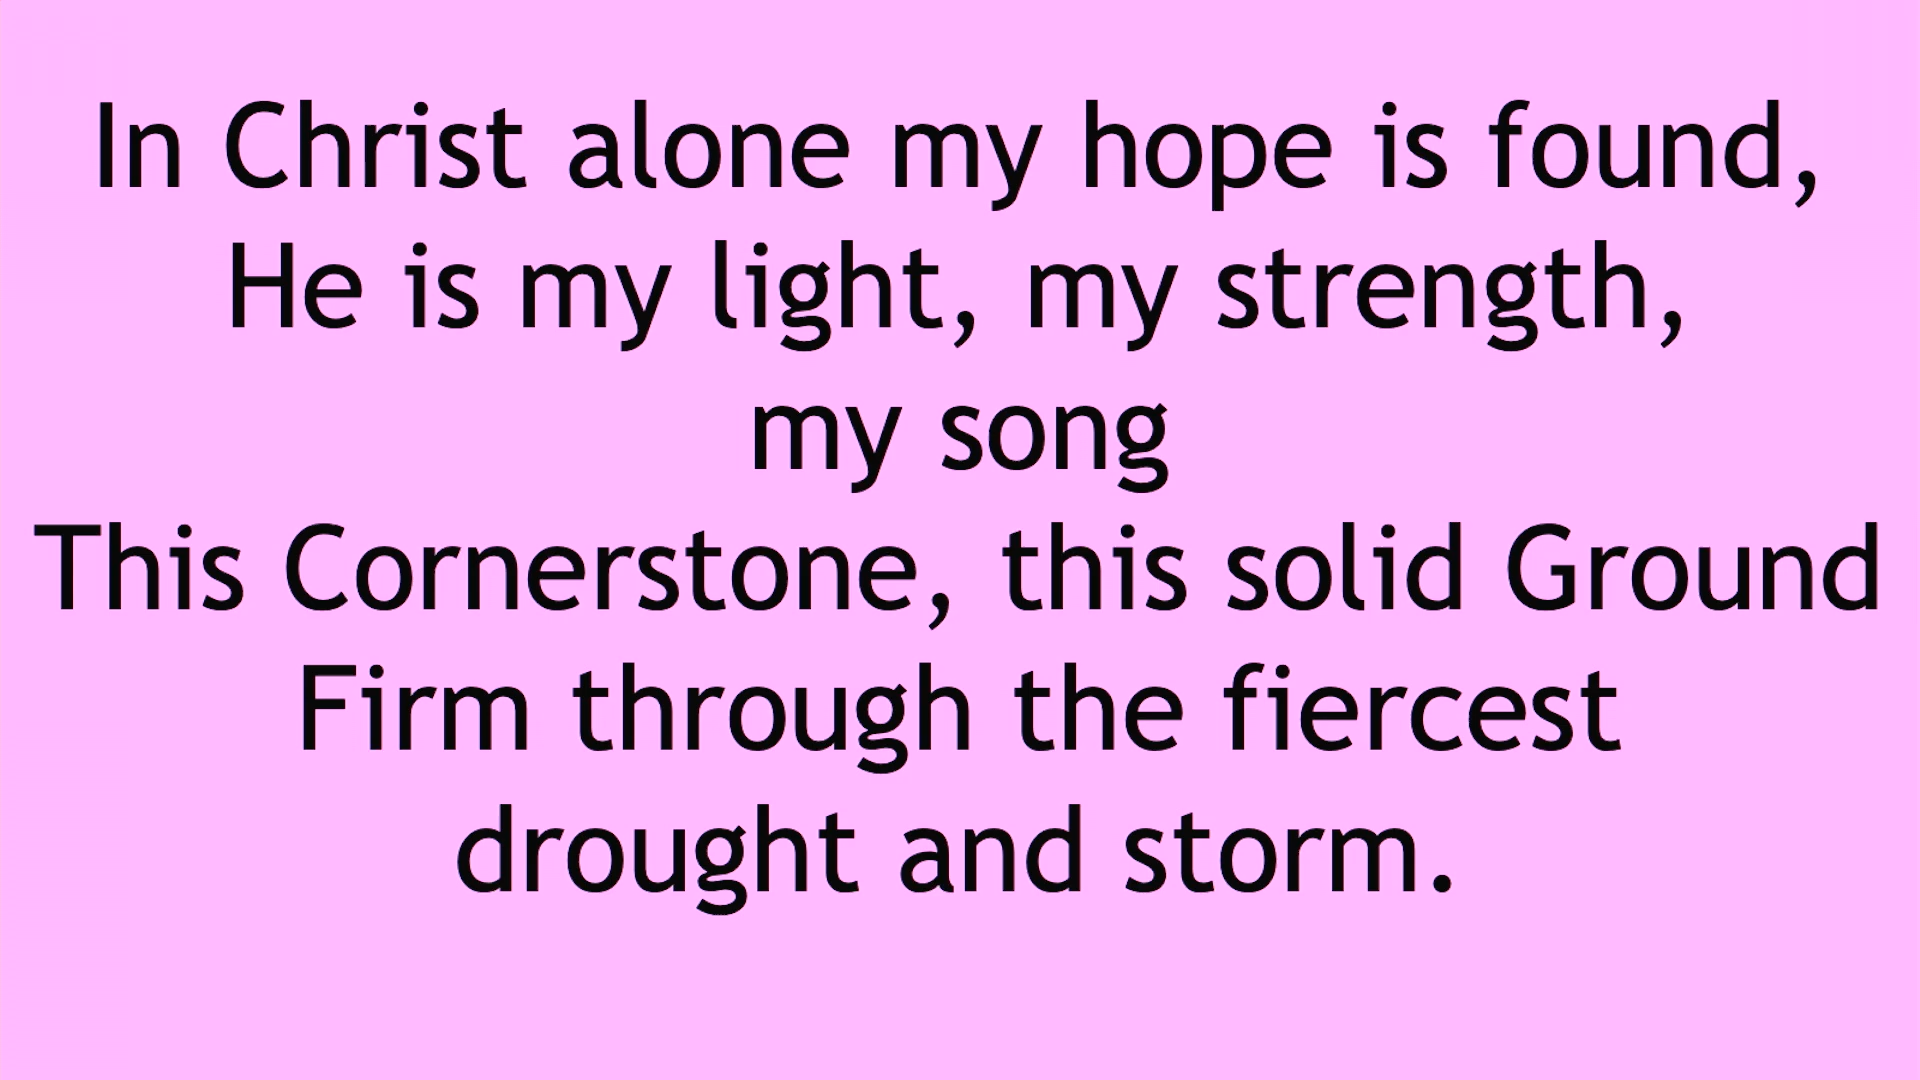 In Christ alone my hope is found,
He is my light, my strength,
my song
This Cornerstone, this solid Ground
Firm through the fiercest
drought and storm.